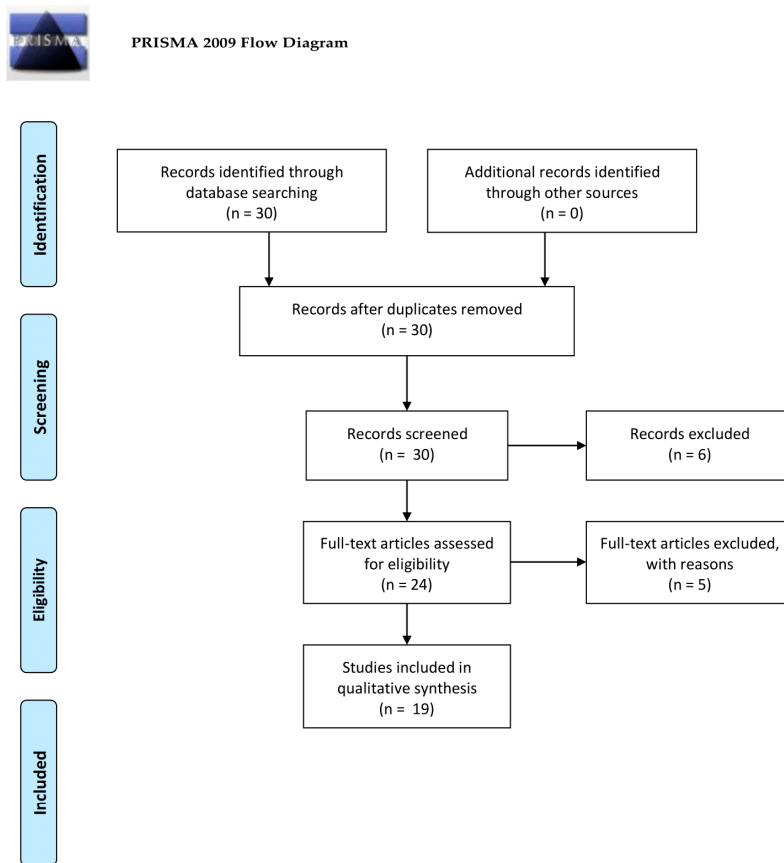 PRISMA
PRISMA 2009 Flow Diagram
Identification
Records identified through
database searching
(n = 30)
Additional records identified
through other sources
(n = 0)
Records after duplicates removed
(n = 30)
Screening
Records screened
(n = 30)
Records excluded
(n = 6)
Eligibility
Full-text articles assessed
for eligibility
(n = 24)
Full-text articles excluded,
with reasons
(n = 5)
Studies included in
qualitative synthesis
(n = 19)
Included